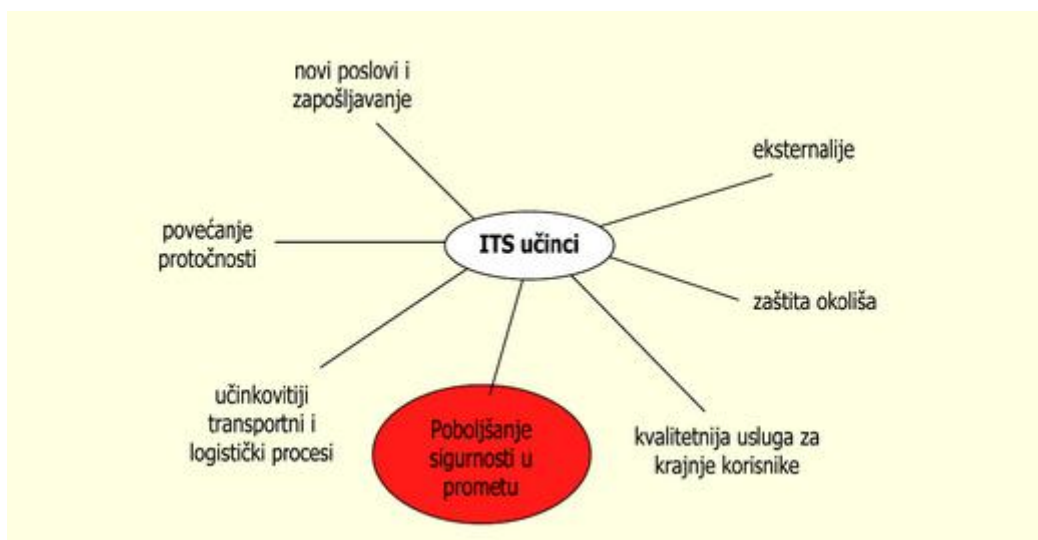 novi poslovi i
zapošljavanje
eksternalije
povećanje
protočnosti
ITS učinci
zaštita okoliša
učinkovitiji
transportni i
logistički procesi
Poboljšanje
sigurnosti u
prometu
kvalitetnija usluga za
krajnje korisnike